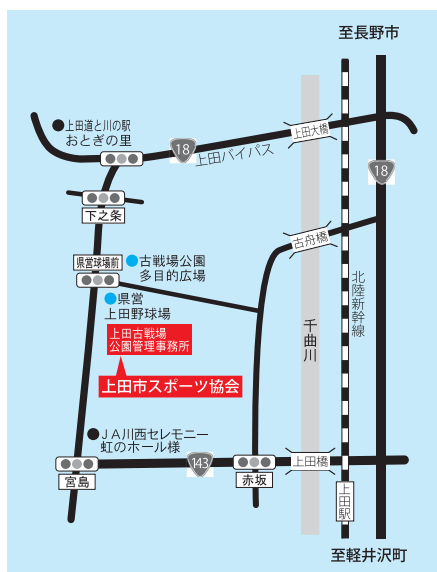 至長野市
上田道と川の駅
おとぎの里
18
上田バイパス
上田大橋
18
下之条
古舟橋
県営球場前
古戦場公園
多目的広場
北陸新幹線
県営
上田野球場
千曲川
上田古戦場
公園管理事務所
上田市スポーツ協会
JA川西セレモニー
虹のホール様
143
上田橋
宮島
赤坂
上田駅
至軽井沢町